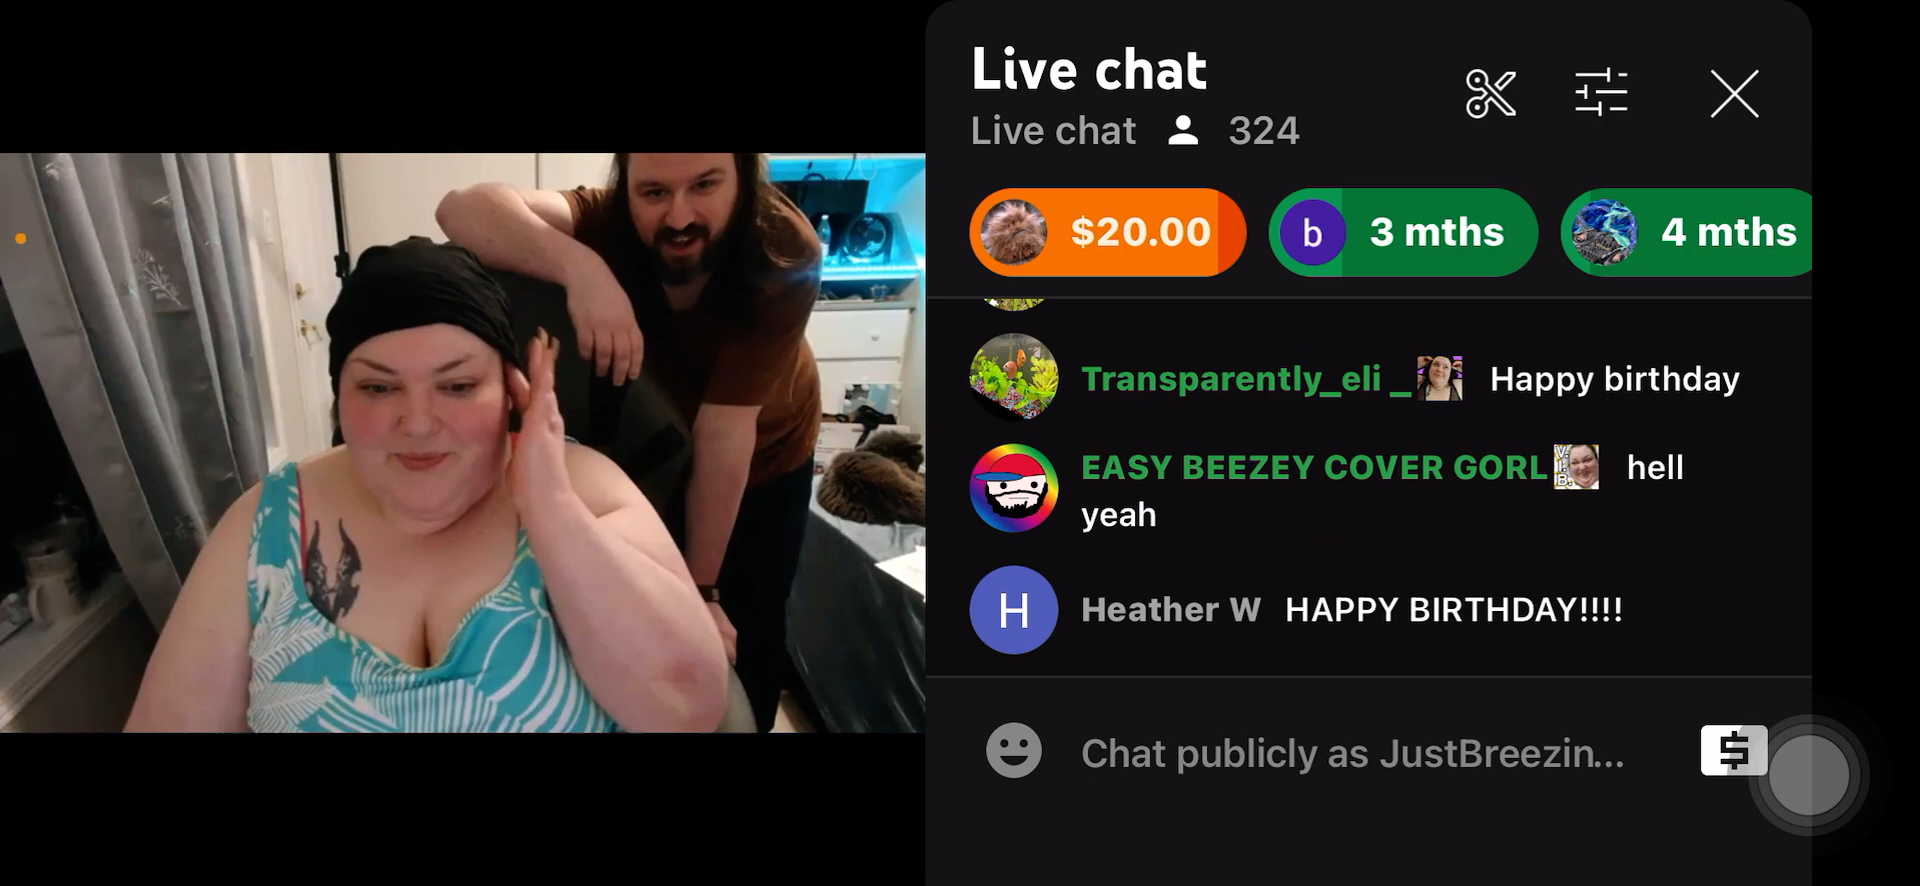 Live chat
Live chat 324
$20.00 b 3 mths 4 mths
Transparently_eli _ Happy birthday
EASY BEEZEY COVER GORL hell
yeah
H Heather W HAPPY BIRTHDAY!!!!
Chat publicly as JustBreezin... $